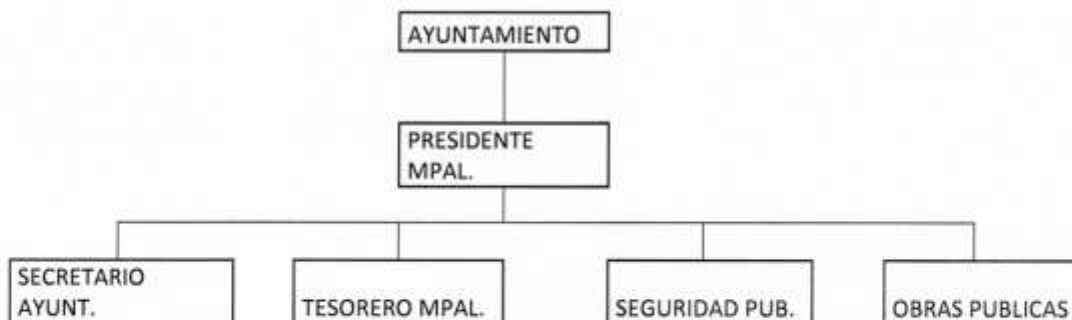 AYUNTAMIENTO
PRESIDENTE
MPAL.
SECRETARIO
AYUNT.
TESORERO MPAL.
SEGURIDAD PUB.
OBRAS PUBLICAS